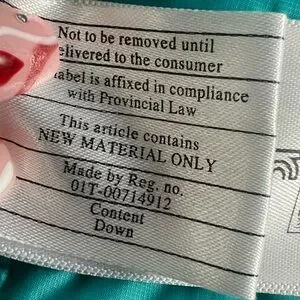 Not to be removed until
delivered to the consumer
label is affixed in compliance
with Provincial Law
This article contains
NEW MATERIAL ONLY
Made by Reg. no.
01T-00714912
Content
Down